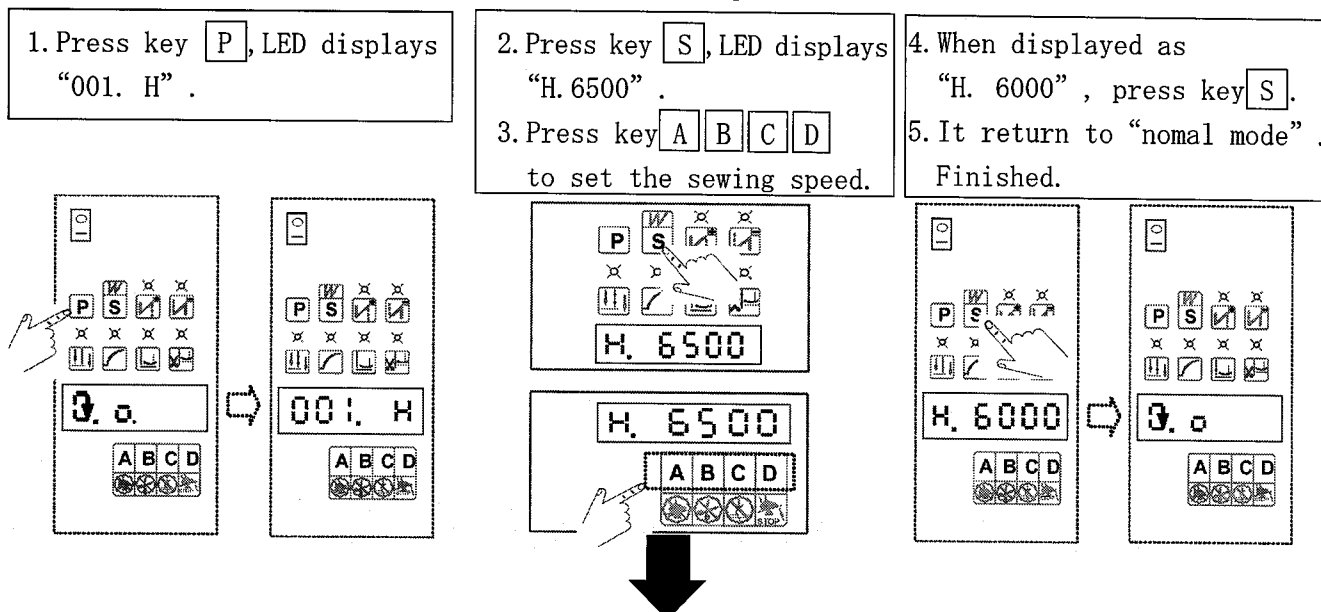 1. Press key P, LED displays
"001. H".
2. Press key S, LED displays
"H. 6500".
3. Press key A B C D
to set the sewing speed.
4. When displayed as
"H. 6000", press key S.
5. It return to "nomal mode".
Finished.
W
P S
A B C D
W
P S
001. H
A B C D
W
P S
H. 6500
H. 6500
A B C D
STOP
W
P S
H. 6000
A B C D
W
P S
A B C D